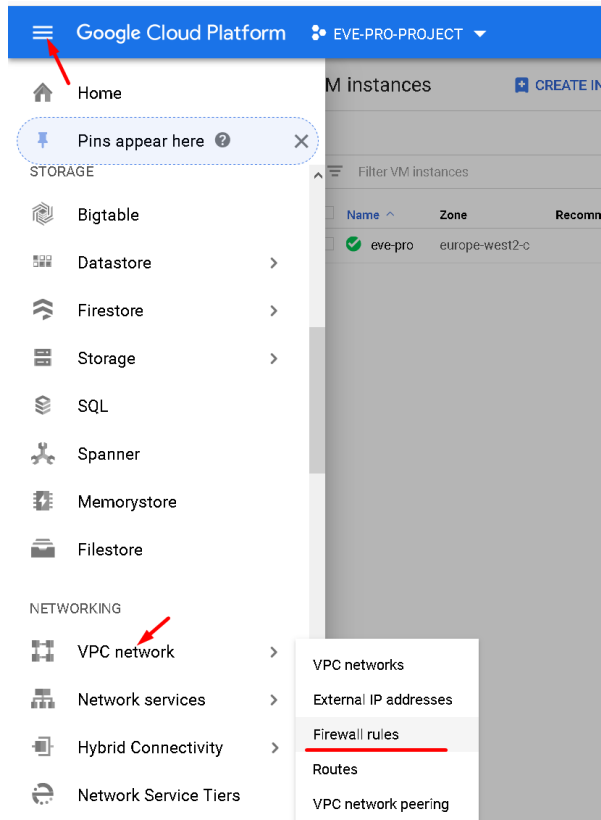 Google Cloud Platform EVE-PRO-PROJECT
Home
M instances CREATE IN
Pins appear here
STORAGE
Filter VM instances
Bigtable
Name Zone Recomm
eve-pro europe-west2-c
Datastore
Firestore
Storage
SQL
Spanner
Memorystore
Filestore
NETWORKING
VPC network
VPC networks
Network services
External IP addresses
Firewall rules
Hybrid Connectivity
Routes
Network Service Tiers
VPC network peering